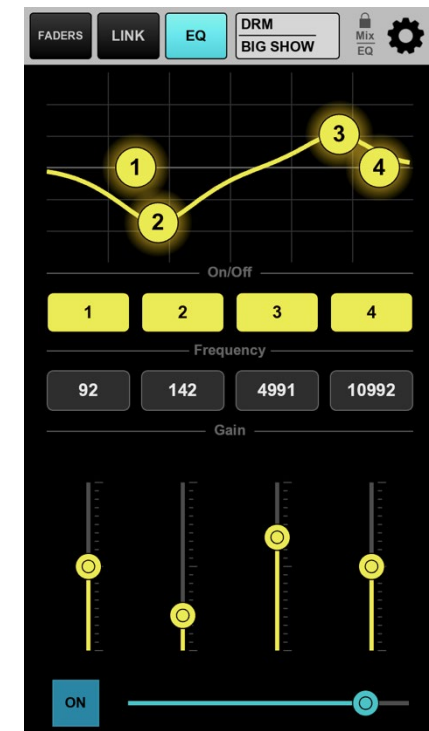 FADERS LINK EQ DRM Mix
BIG SHOW EQ
3
1 4
2
On/Off
1 2 3 4
Frequency
92 142 4991 10992
Gain
ON